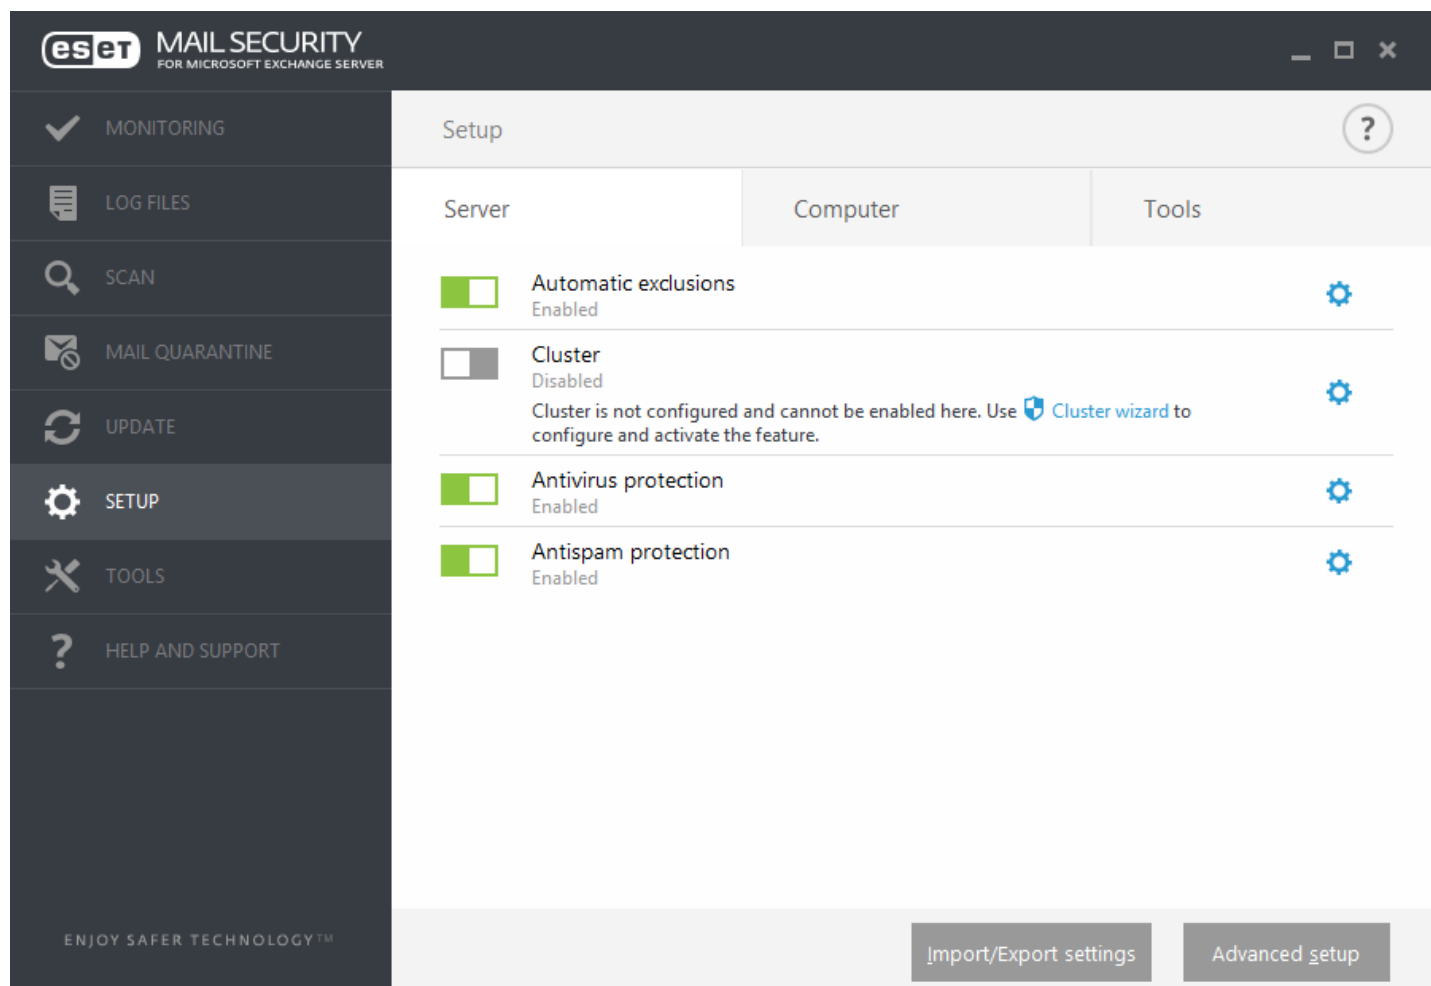 eset MAIL SECURITY
FOR MICROSOFT EXCHANGE SERVER
MONITORING
LOG FILES
SCAN
MAIL QUARANTINE
UPDATE
SETUP
TOOLS
? HELP AND SUPPORT
ENJOY SAFER TECHNOLOGY™
Setup
?
Server
Computer
Tools
Automatic exclusions
Enabled
Cluster
Disabled
Cluster is not configured and cannot be enabled here. Use Cluster wizard to
configure and activate the feature.
Antivirus protection
Enabled
Antispam protection
Enabled
Import/Export settings
Advanced setup